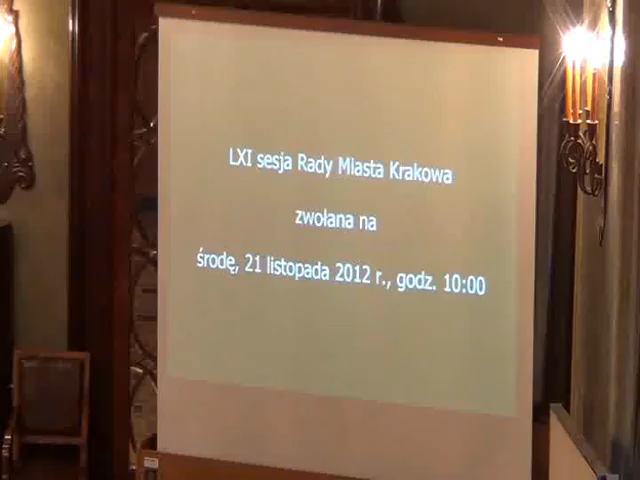 LXI sesja Rady Miasta Krakowa
zwołana na
środę, 21 listopada 2012 r., godz. 10:00